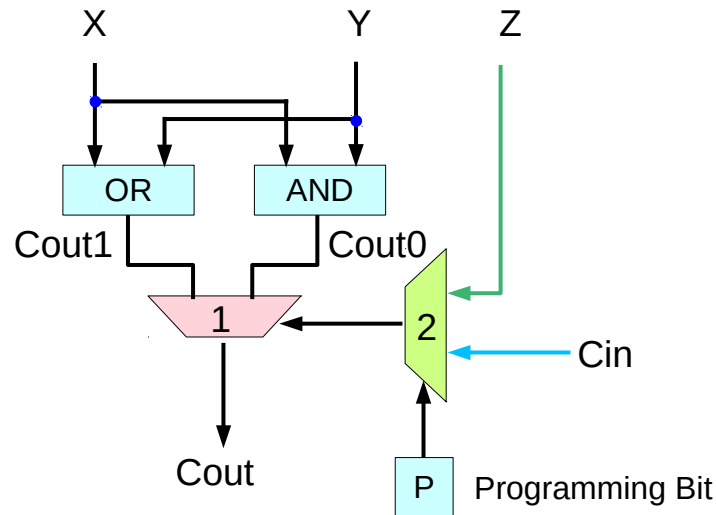 X
Y
Z
OR
AND
Cout1
Cout0
1
2
Cin
Cout
P
Programming Bit